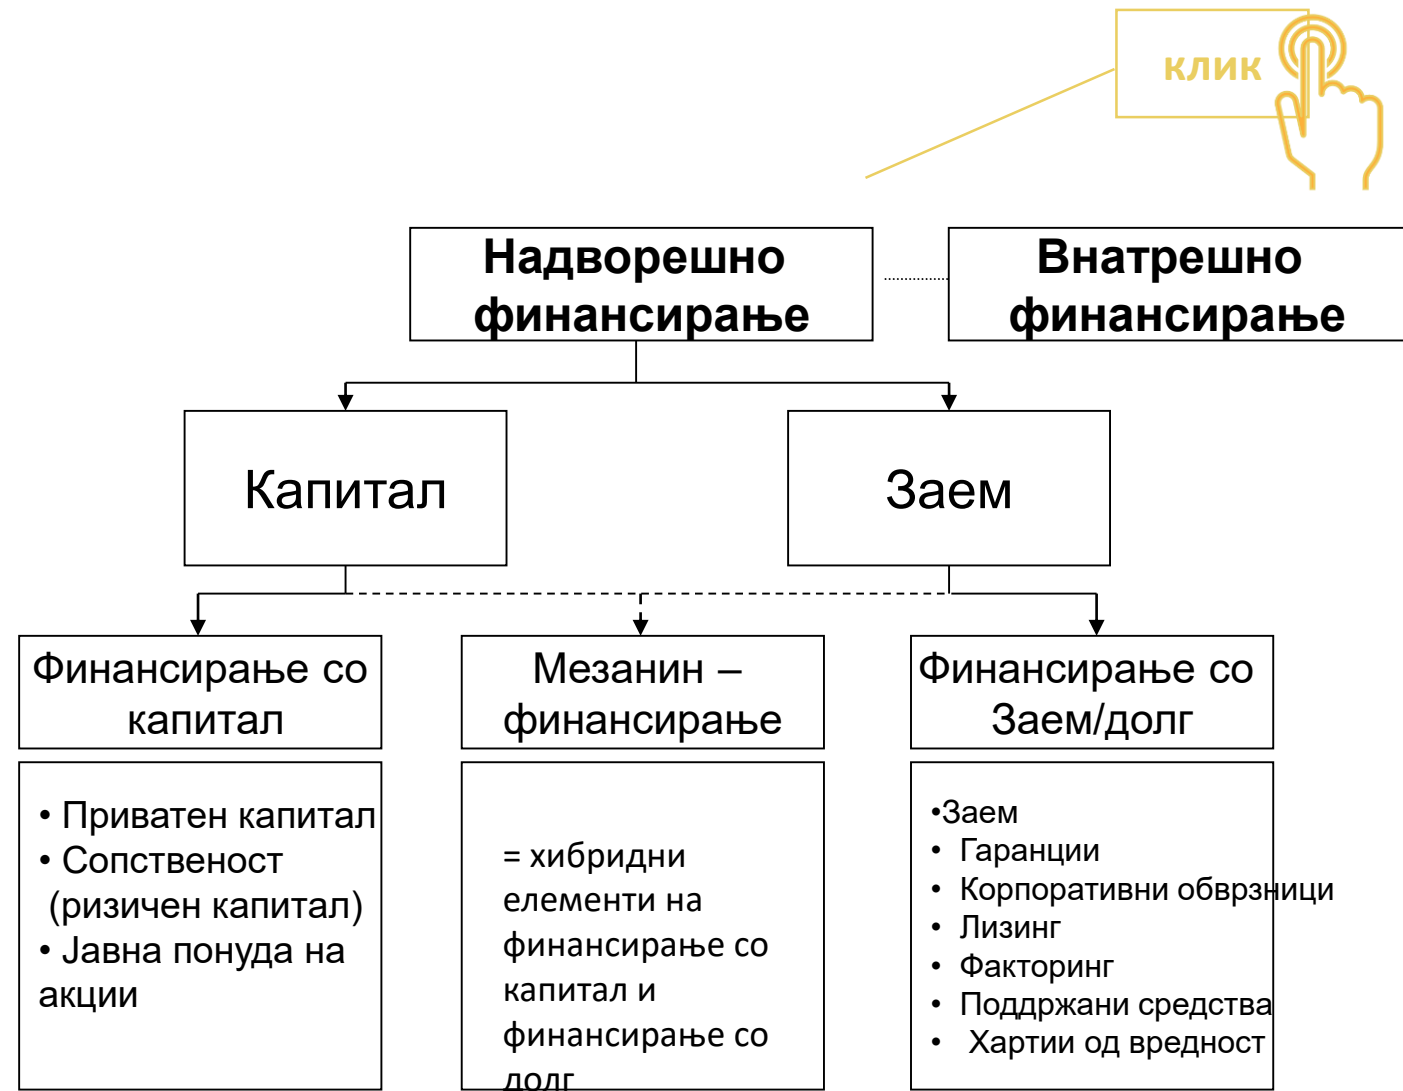 клик
Надворешно
финансирање
Внатрешно
финансирање
Капитал
Заем
Финансирање со
капитал
Мезанин –
финансирање
Финансирање со
Заем/долг
• Приватен капитал
• Сопственост
(ризичен капитал)
• Јавна понуда на
акции
= хибридни
елементи на
финансирање со
капитал и
финансирање со
долг
•Заем
• Гаранции
• Корпоративни обврзници
• Лизинг
• Факторинг
• Поддржани средства
• Хартии од вредност